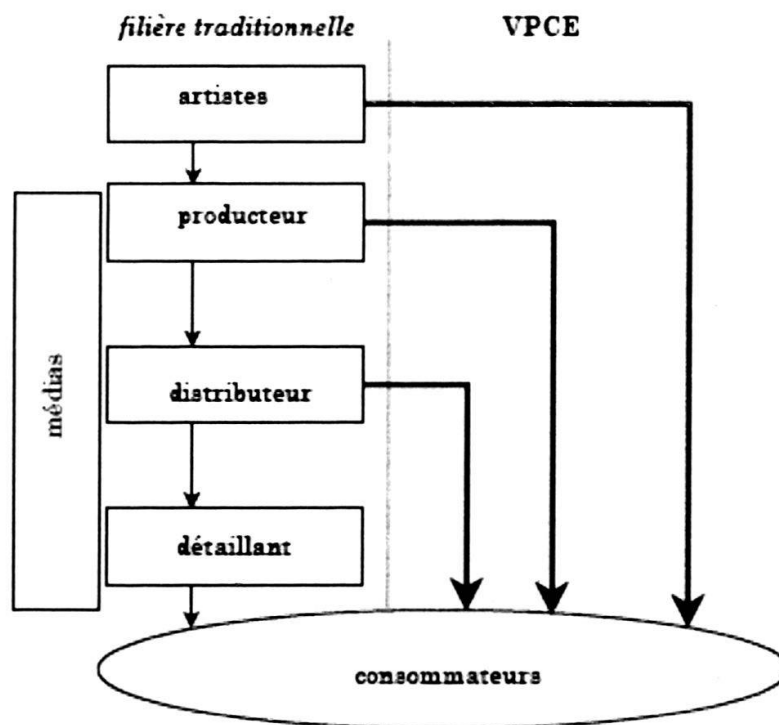 filière traditionnelle
VPCE
artistes
producteur
médias
distributeur
détaillant
consommateurs